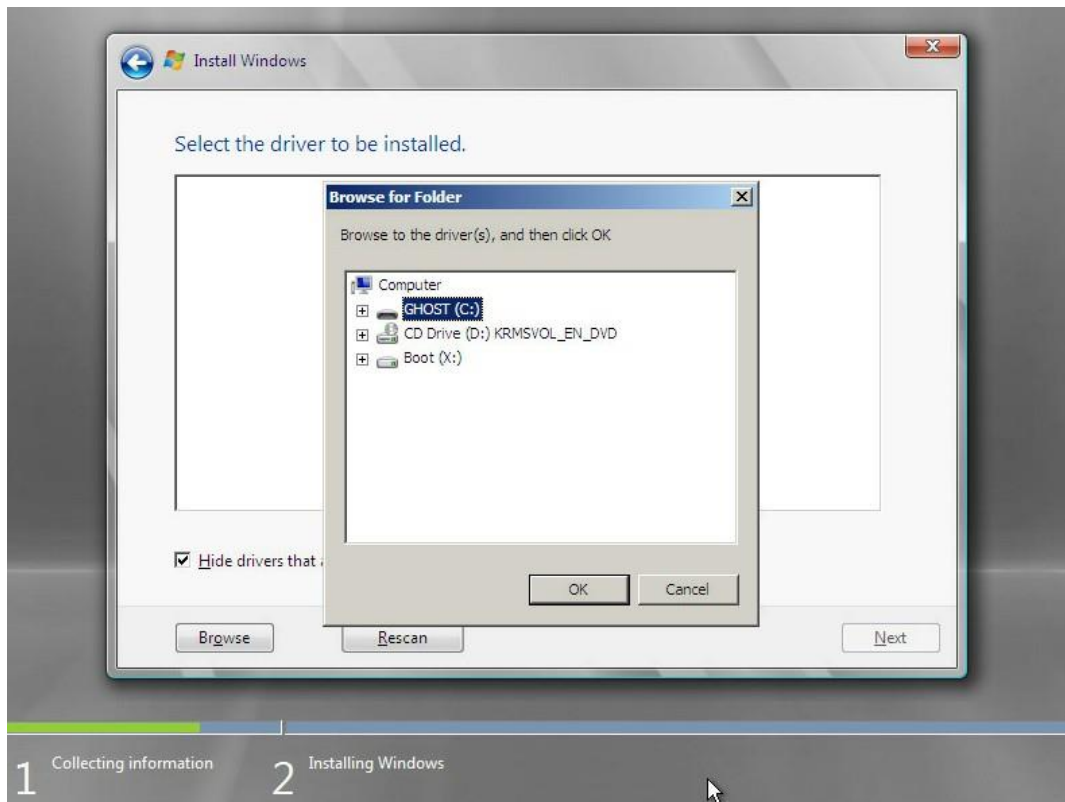 Install Windows
Select the driver to be installed.
Browse for Folder
Browse to the driver(s), and then click OK
Computer
GHOST (C:)
CD Drive (D:) KRMSVOL_EN_DVD
Boot (X:)
Hide drivers that
OK
Cancel
Browse
Rescan
Next
1 Collecting information
2 Installing Windows